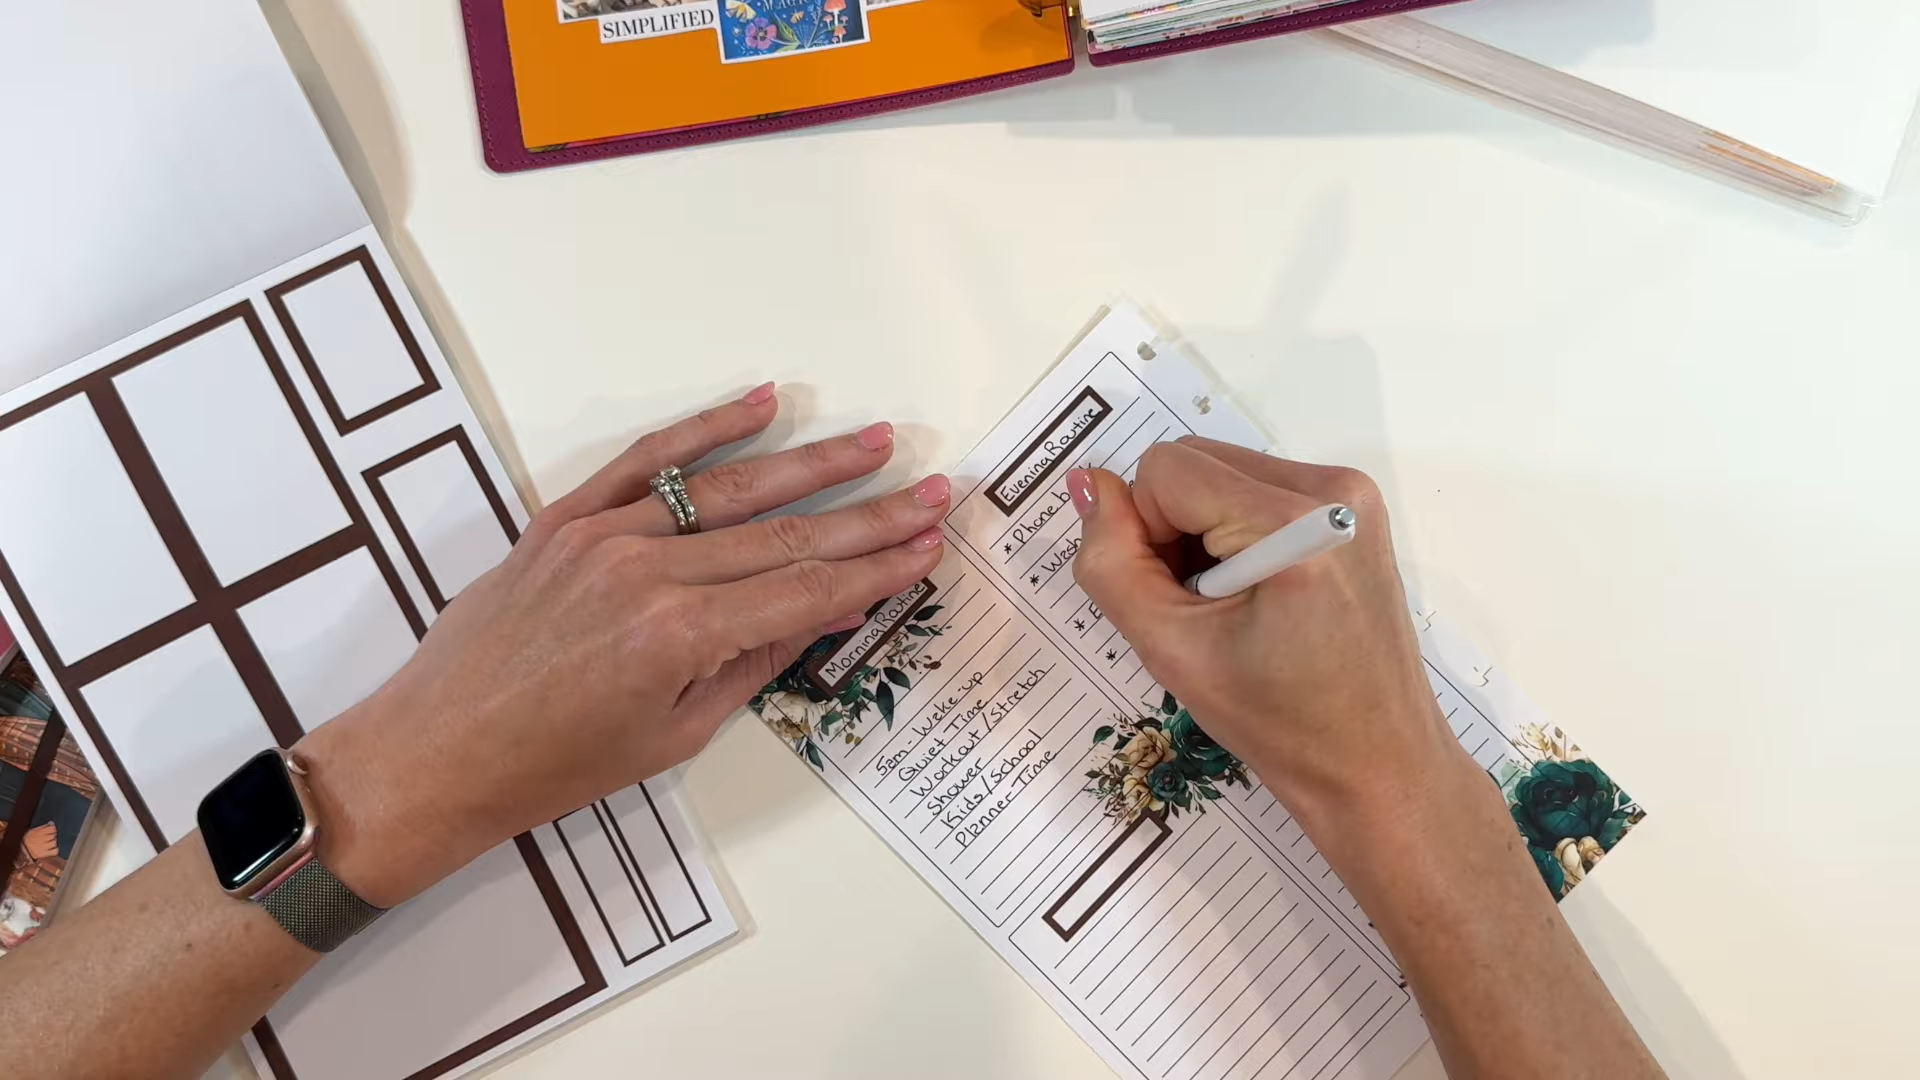 SIMPLIFIED
MAGIC
Evening Routine
* Phone
* Wash
*
*
Morning Routine
5am - Wake-up
Quiet Time
Workout/Stretch
Shower
Kids/School
Planner Time